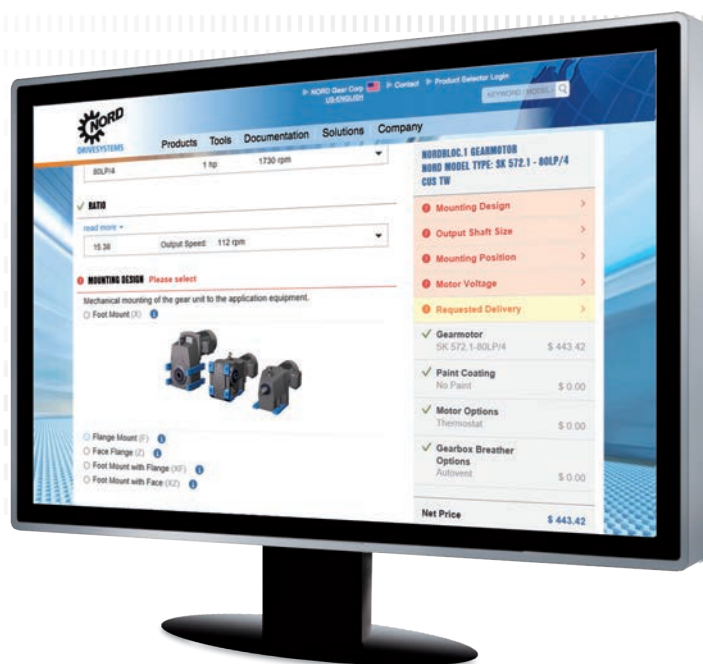 NORD Gear Corp
US-ENGLISH
Contact
Product Selector Login
KEYWORD / MODEL
NORD
DRIVESYSTEMS
Products Tools Documentation Solutions Company
80LP/4 1 hp 1730 rpm
RATIO
read more
15.38 Output Speed: 112 rpm
MOUNTING DESIGN Please select
Mechanical mounting of the gear unit to the application equipment.
Foot Mount (X)
Flange Mount (F)
Face Flange (Z)
Foot Mount with Flange (XF)
Foot Mount with Face (XZ)
NORDBLOC.1 GEARMOTOR
NORD MODEL TYPE: SK 572.1 - 80LP/4
CUS TW
Mounting Design
Output Shaft Size
Mounting Position
Motor Voltage
Requested Delivery
Gearmotor
SK 572.1-80LP/4 $ 443.42
Paint Coating
No Paint $ 0.00
Motor Options
Thermostat $ 0.00
Gearbox Breather
Options
Autovent $ 0.00
Net Price $ 443.42